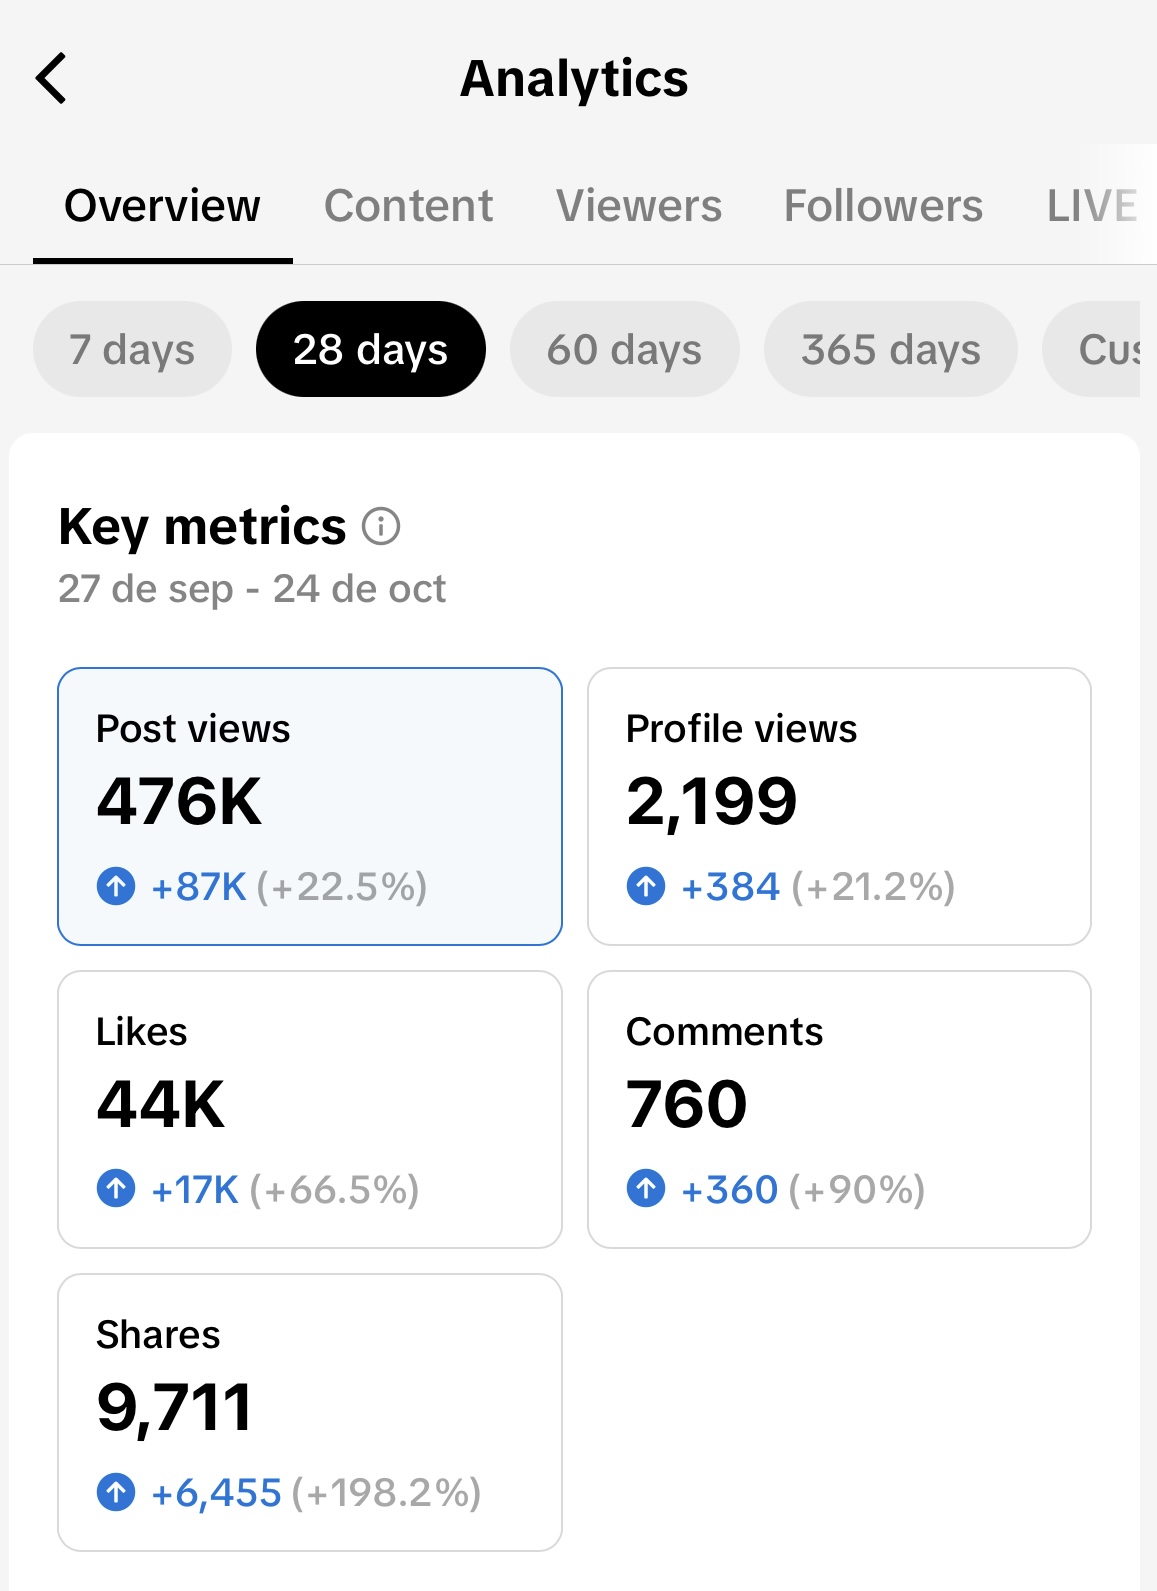 Analytics
Overview Content Viewers Followers LIVE
7 days 28 days 60 days 365 days Cus
Key metrics
27 de sep - 24 de oct
Post views
476K
+87K (+22.5%)
Profile views
2,199
+384 (+21.2%)
Likes
44K
+17K (+66.5%)
Comments
760
+360 (+90%)
Shares
9,711
+6,455 (+198.2%)